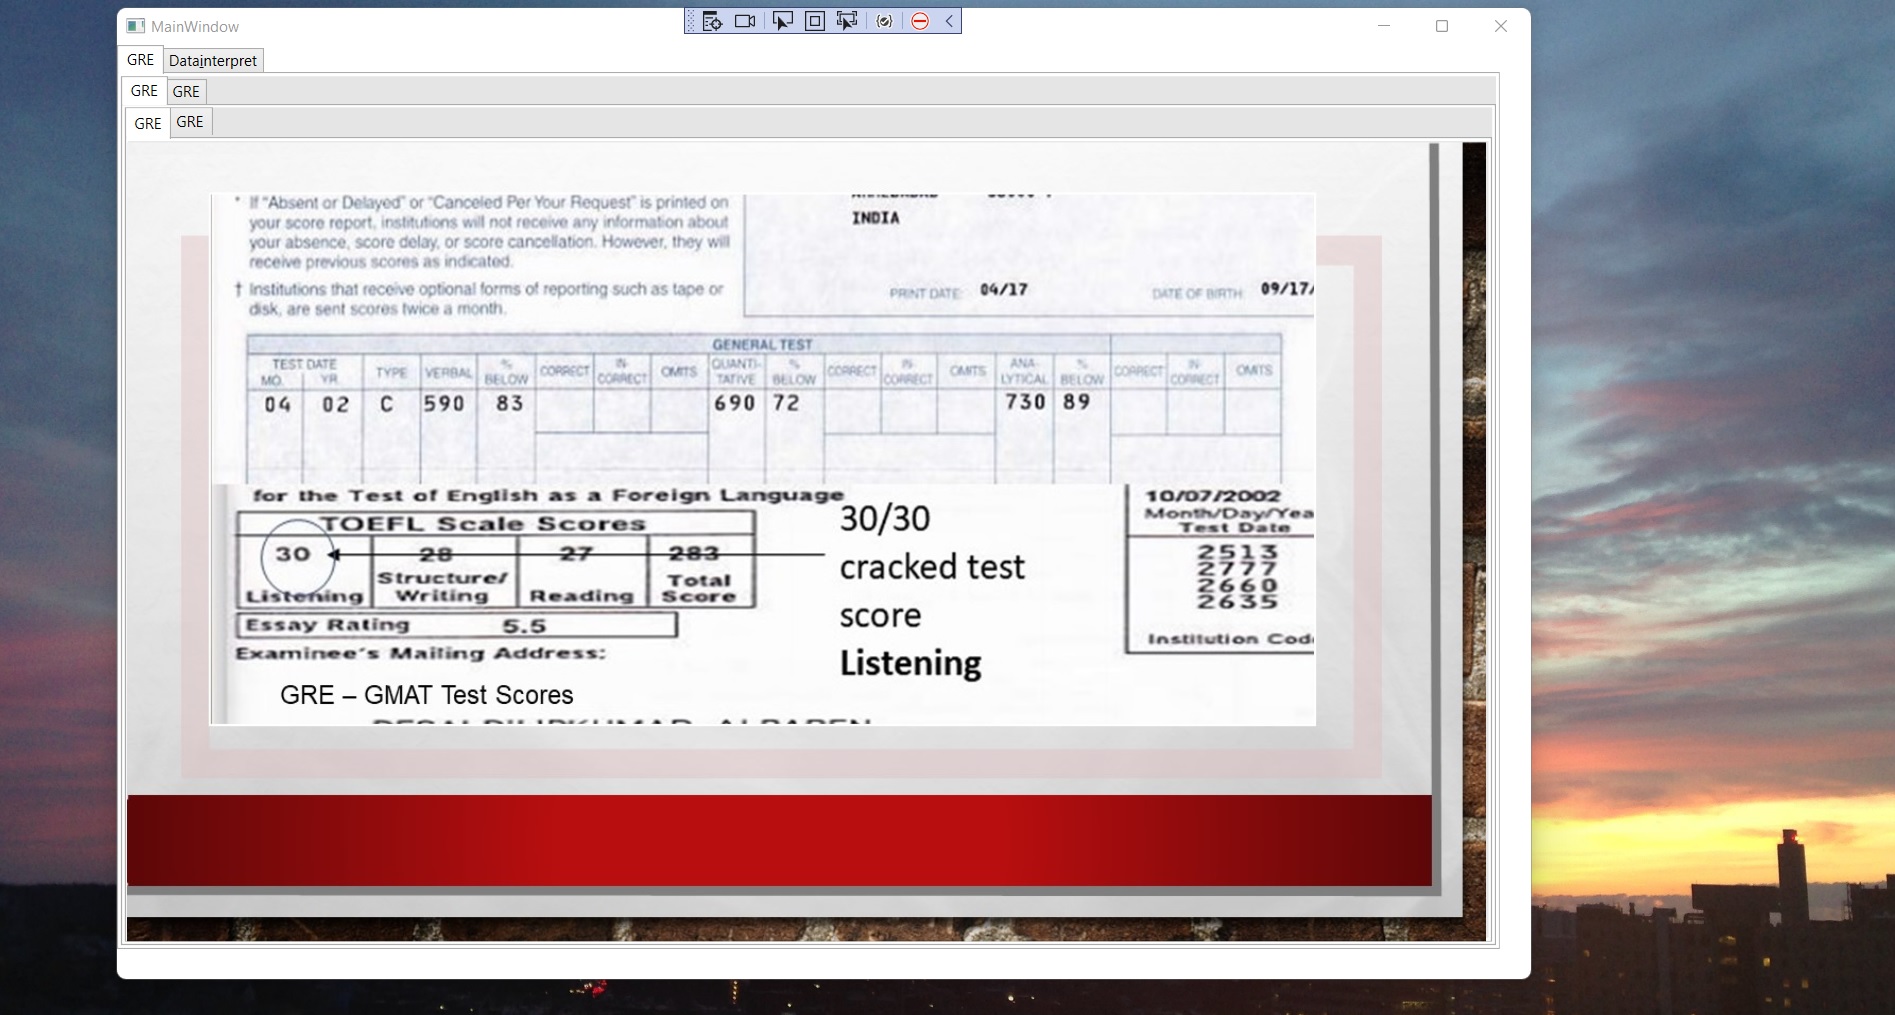 MainWindow
GRE Datainterpret
GRE GRE
GRE GRE
* If "Absent or Delayed" or "Canceled Per Your Request" is printed on
your score report, institutions will not receive any information about
your absence, score delay, or score cancellation. However, they will
receive previous scores as indicated.
† Institutions that receive optional forms of reporting such as tape or
disk, are sent scores twice a month.
INDIA
PRINT DATE: 04/17 DATE OF BIRTH: 09/17/
GENERAL TEST
TEST DATE
MO. YR. TYPE VERBAL % BELOW CORRECT IN-CORRECT OMITS QUANTI-TATIVE % BELOW CORRECT IN-CORRECT OMITS ANA-LYTICAL % BELOW CORRECT IN-CORRECT OMITS
04 02 C 590 83 690 72 730 89
for the Test of English as a Foreign Language
TOEFL Scale Scores
30 28 27 283
Listening Structure/Writing Reading Total Score
Essay Rating 5.5
Examinee's Mailing Address:
GRE – GMAT Test Scores
30/30
cracked test
score
Listening
10/07/2002
Month/Day/Yea
Test Date
2513
2777
2660
2635
Institution Cod